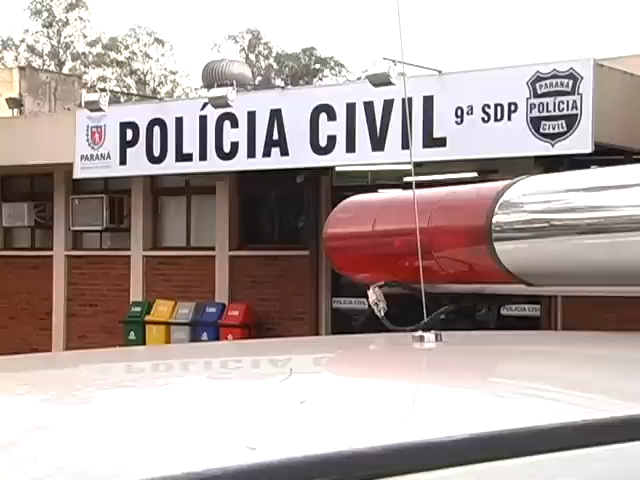 PARANÁ
POLÍCIA CIVIL
9ª SDP
PARANÁ
POLÍCIA
CIVIL
POLÍCIA CIVIL
POLÍCIA CIVIL